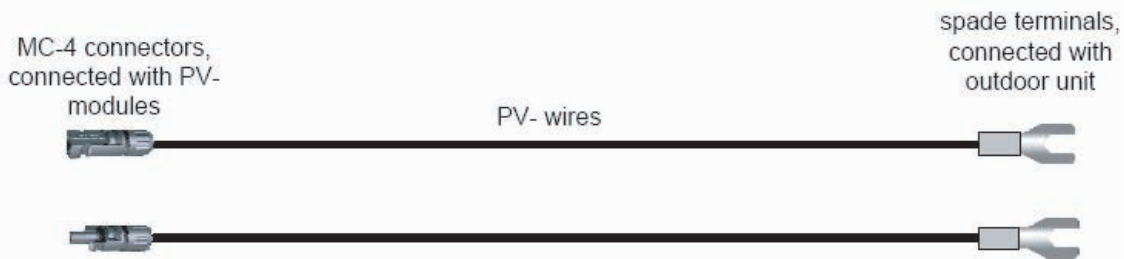 MC-4 connectors,
connected with PV-
modules
PV- wires
spade terminals,
connected with
outdoor unit